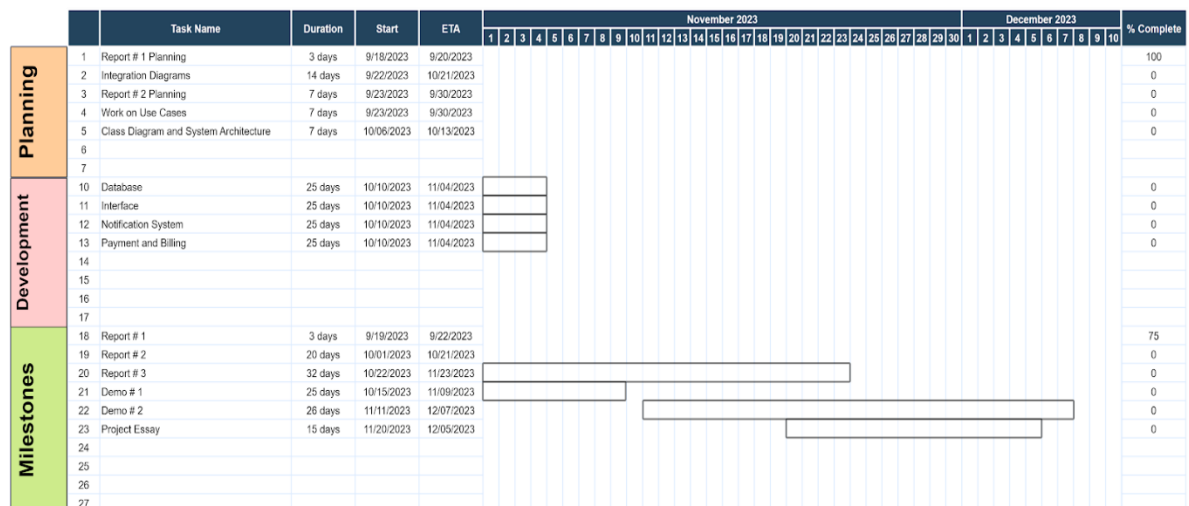 Task Name Duration Start ETA November 2023 December 2023 % Complete
1 2 3 4 5 6 7 8 9 10 11 12 13 14 15 16 17 18 19 20 21 22 23 24 25 26 27 28 29 30 1 2 3 4 5 6 7 8 9 10
Planning
1 Report # 1 Planning 3 days 9/18/2023 9/20/2023 100
2 Integration Diagrams 14 days 9/22/2023 10/21/2023 0
3 Report # 2 Planning 7 days 9/23/2023 9/30/2023 0
4 Work on Use Cases 7 days 9/23/2023 9/30/2023 0
5 Class Diagram and System Architecture 7 days 10/06/2023 10/13/2023 0
6
7
Development
10 Database 25 days 10/10/2023 11/04/2023 0
11 Interface 25 days 10/10/2023 11/04/2023 0
12 Notification System 25 days 10/10/2023 11/04/2023 0
13 Payment and Billing 25 days 10/10/2023 11/04/2023 0
14
15
16
17
Milestones
18 Report # 1 3 days 9/19/2023 9/22/2023 75
19 Report # 2 20 days 10/01/2023 10/21/2023 0
20 Report # 3 32 days 10/22/2023 11/23/2023 0
21 Demo # 1 25 days 10/15/2023 11/09/2023 0
22 Demo # 2 26 days 11/11/2023 12/07/2023 0
23 Project Essay 15 days 11/20/2023 12/05/2023 0
24
25
26
27